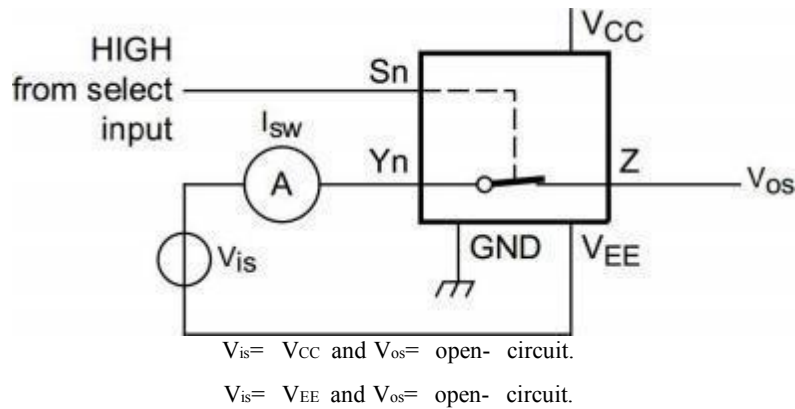 VCC
HIGH
from select
input
Sn
ISW
A
Yn
Z
Vos
Vis
GND
VEE
Vis= VCC and Vos= open- circuit.
Vis= VEE and Vos= open- circuit.